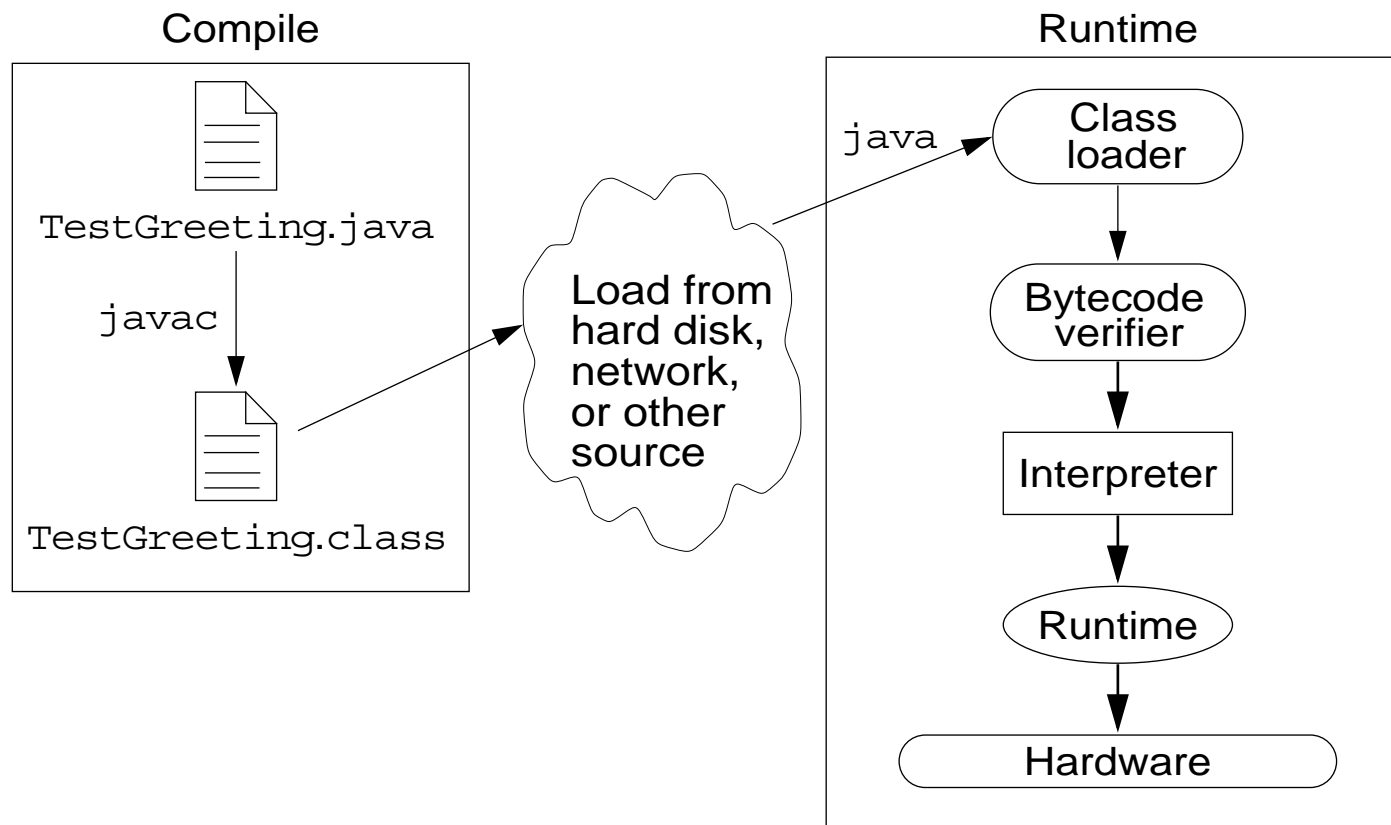 Compile
TestGreeting.java
javac
TestGreeting.class
Load from
hard disk,
network,
or other
source
Runtime
java
Class
loader
Bytecode
verifier
Interpreter
Runtime
Hardware